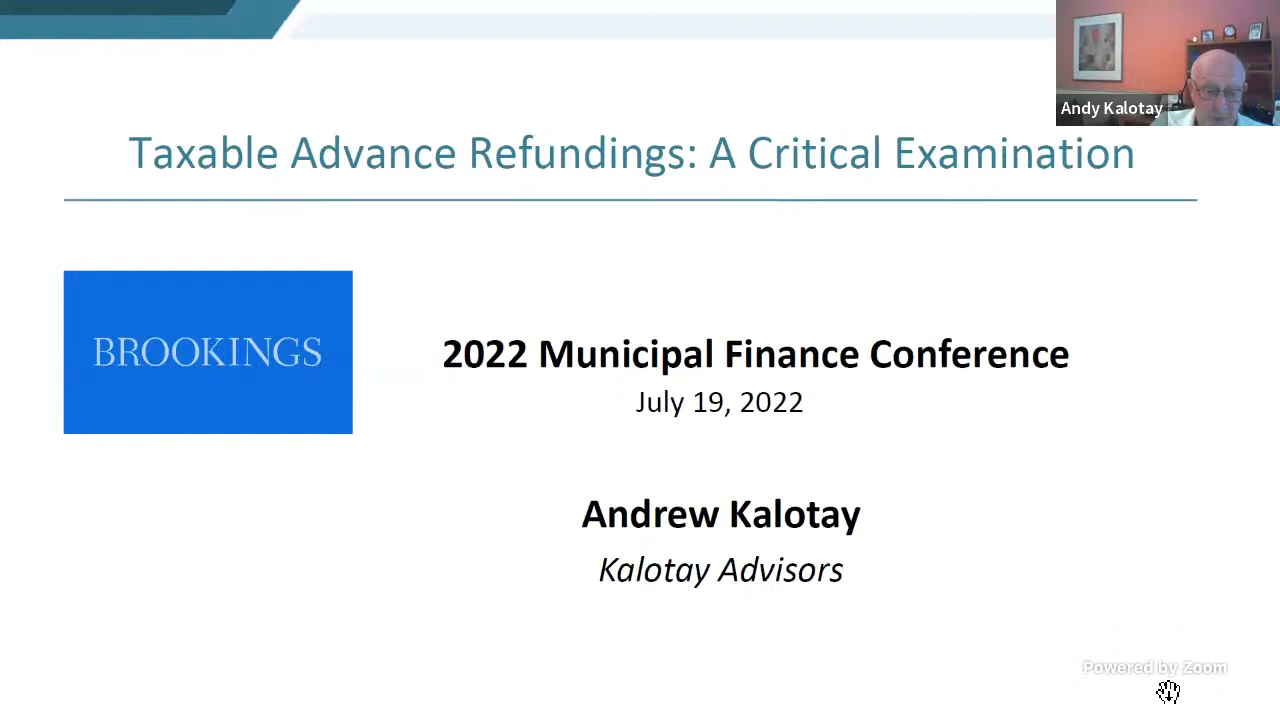 Andy Kalotay
Taxable Advance Refundings: A Critical Examination
BROOKINGS
2022 Municipal Finance Conference
July 19, 2022
Andrew Kalotay
Kalotay Advisors
Powered by Zoom